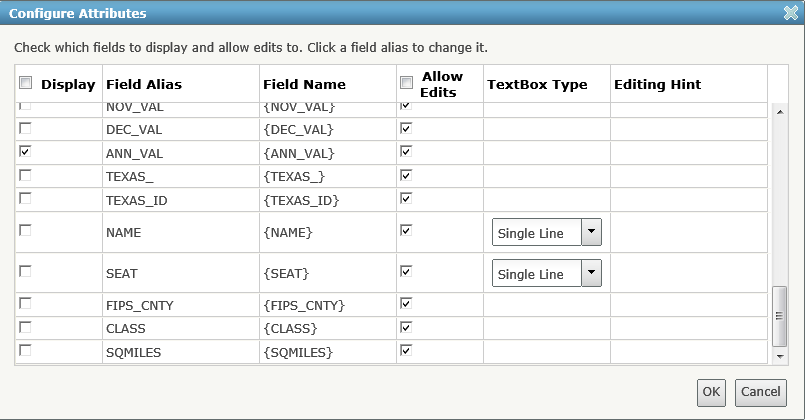 Configure Attributes
Check which fields to display and allow edits to. Click a field alias to change it.
Display Field Alias Field Name Allow Edits TextBox Type Editing Hint
NOV_VAL {NOV_VAL}
DEC_VAL {DEC_VAL}
ANN_VAL {ANN_VAL}
TEXAS_ {TEXAS_}
TEXAS_ID {TEXAS_ID}
NAME {NAME} Single Line
SEAT {SEAT} Single Line
FIPS_CNTY {FIPS_CNTY}
CLASS {CLASS}
SQMILES {SQMILES}
OK Cancel